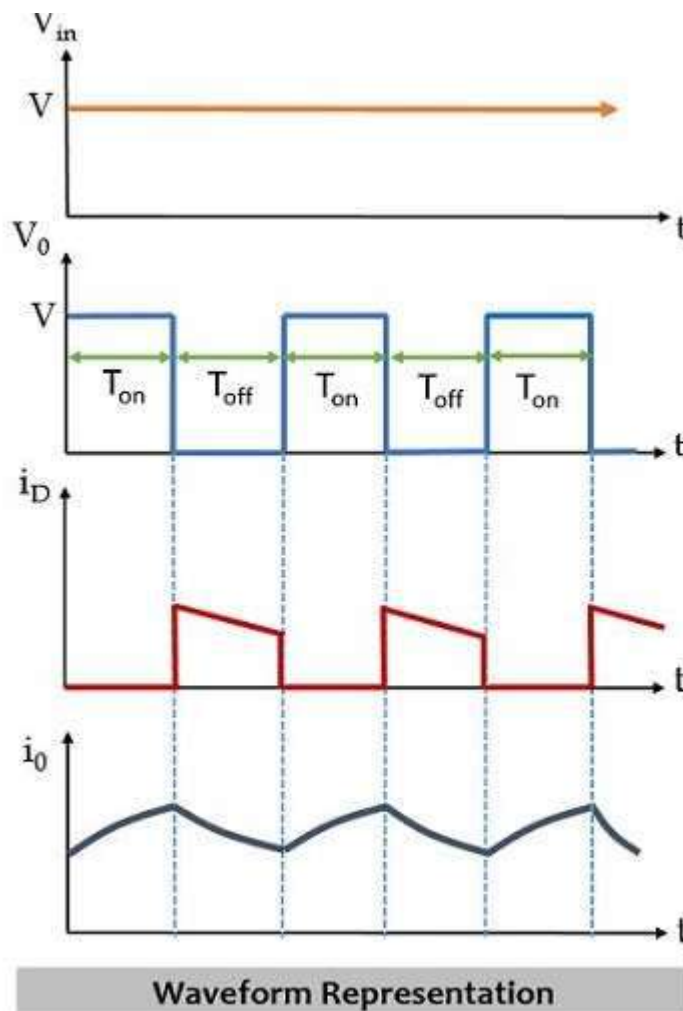 V_in
V
t
V_0
V
T_on T_off T_on T_off T_on
t
i_D
t
i_0
t
Waveform Representation